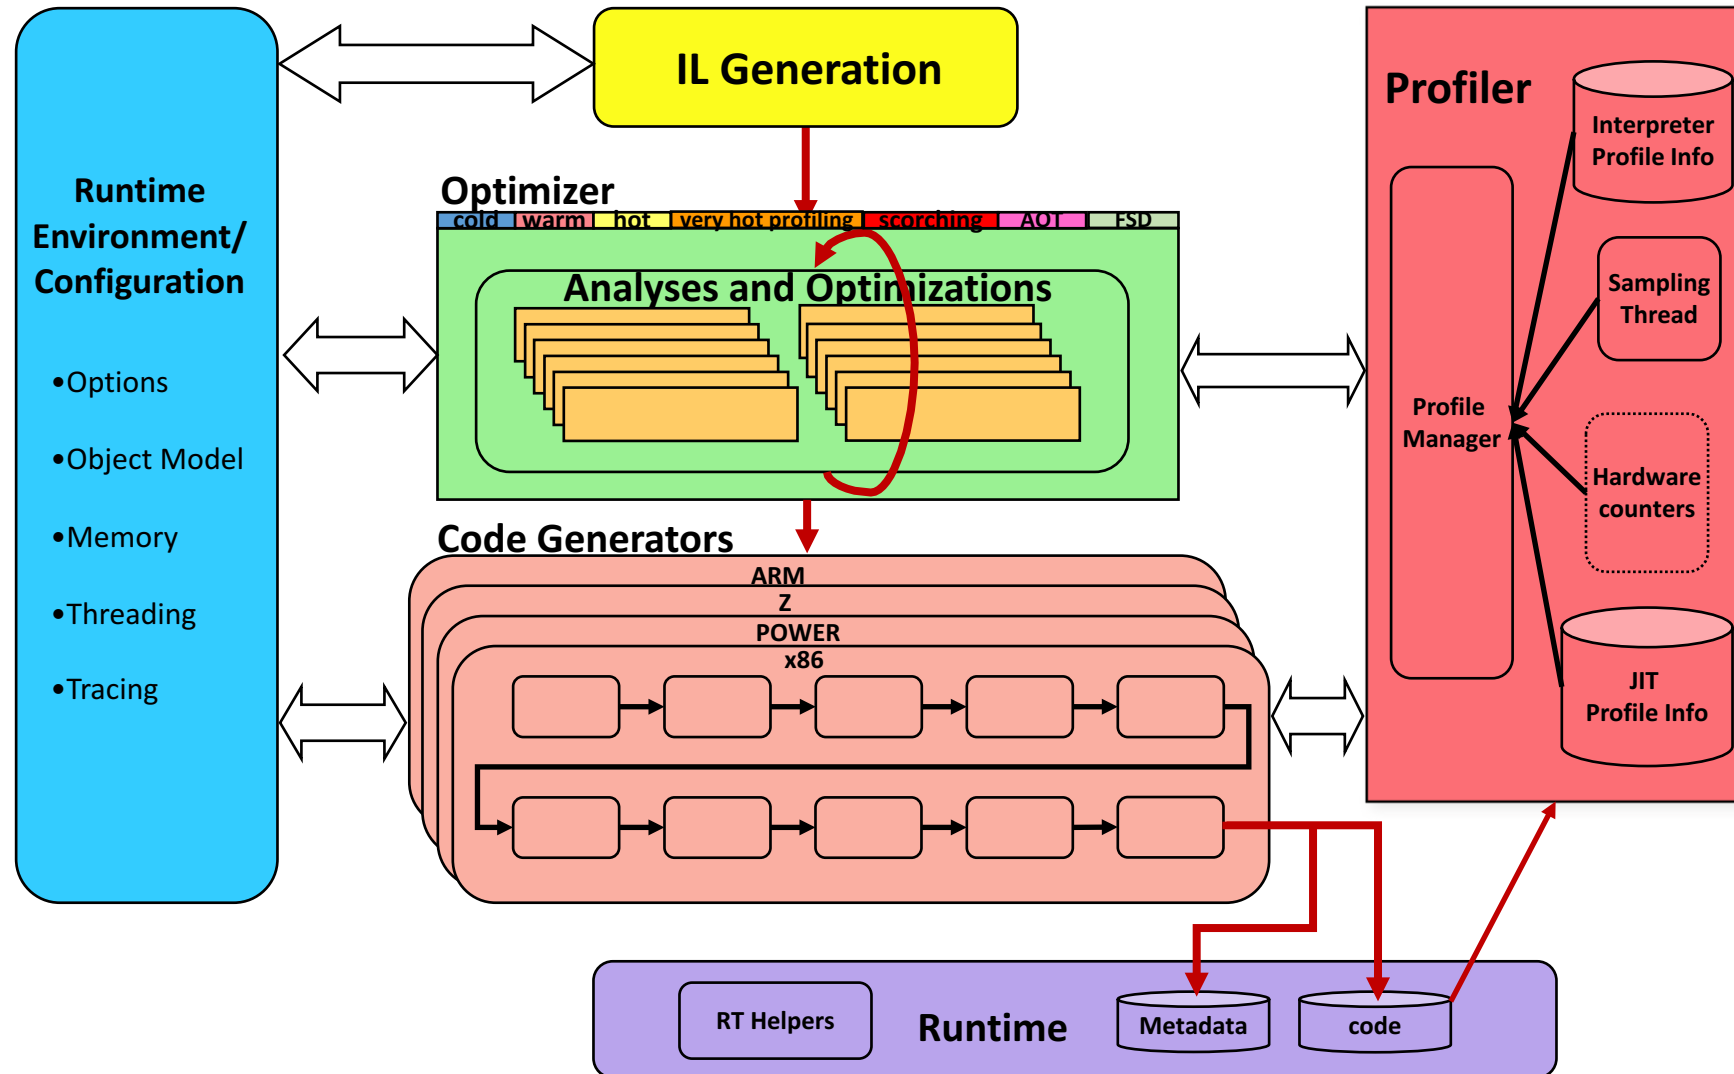 IL Generation
Profiler
Interpreter
Profile Info
Sampling
Thread
Profile
Manager
Hardware
counters
JIT
Profile Info
Runtime
Environment/
Configuration
•Options
•Object Model
•Memory
•Threading
•Tracing
Optimizer
cold warm hot very hot profiling scorching AOT FSD
Analyses and Optimizations
Code Generators
ARM
Z
POWER
x86
RT Helpers
Runtime
Metadata
code